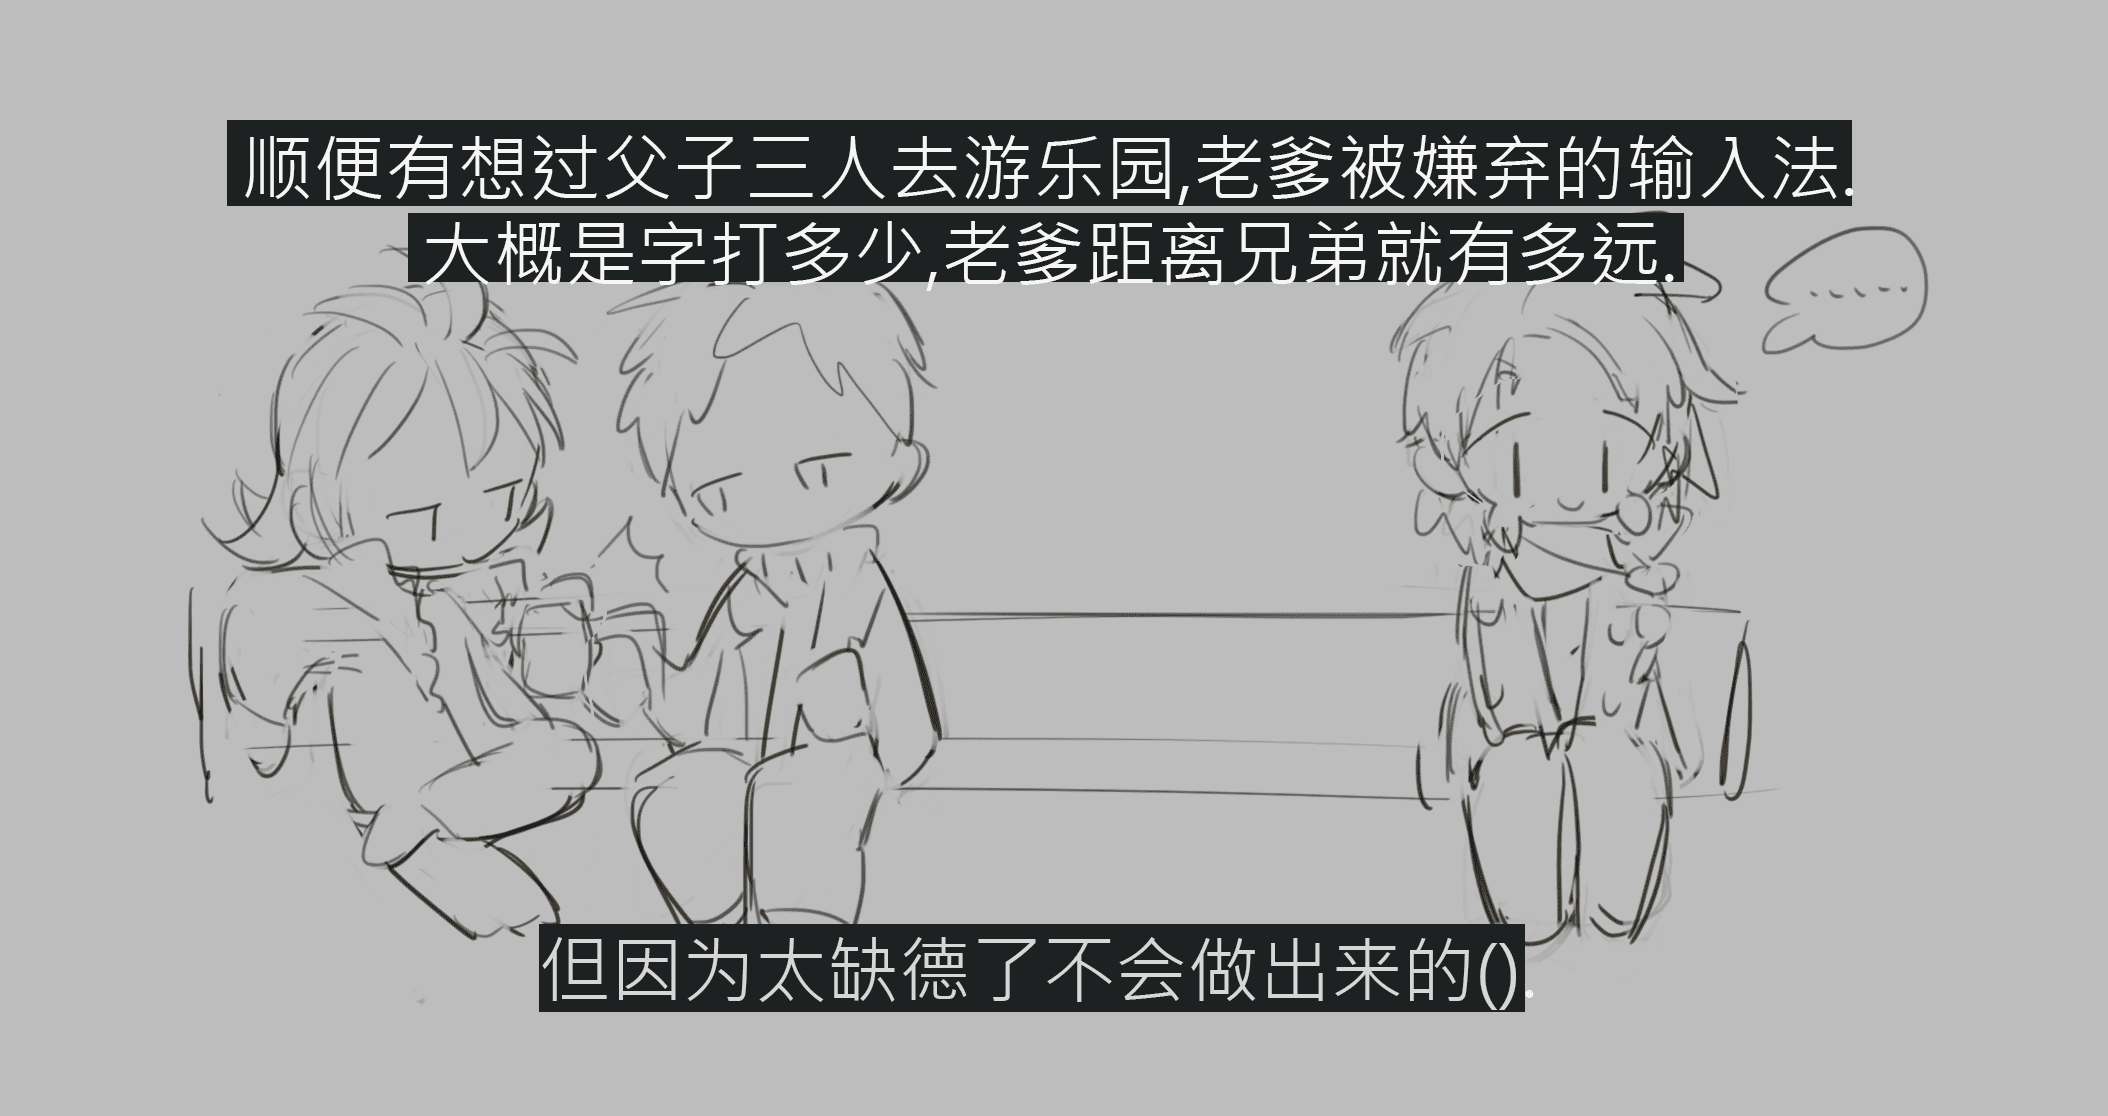 顺便有想过父子三人去游乐园,老爹被嫌弃的输入法.
大概是字打多少,老爹距离兄弟就有多远.
......
但因为太缺德了不会做出来的().